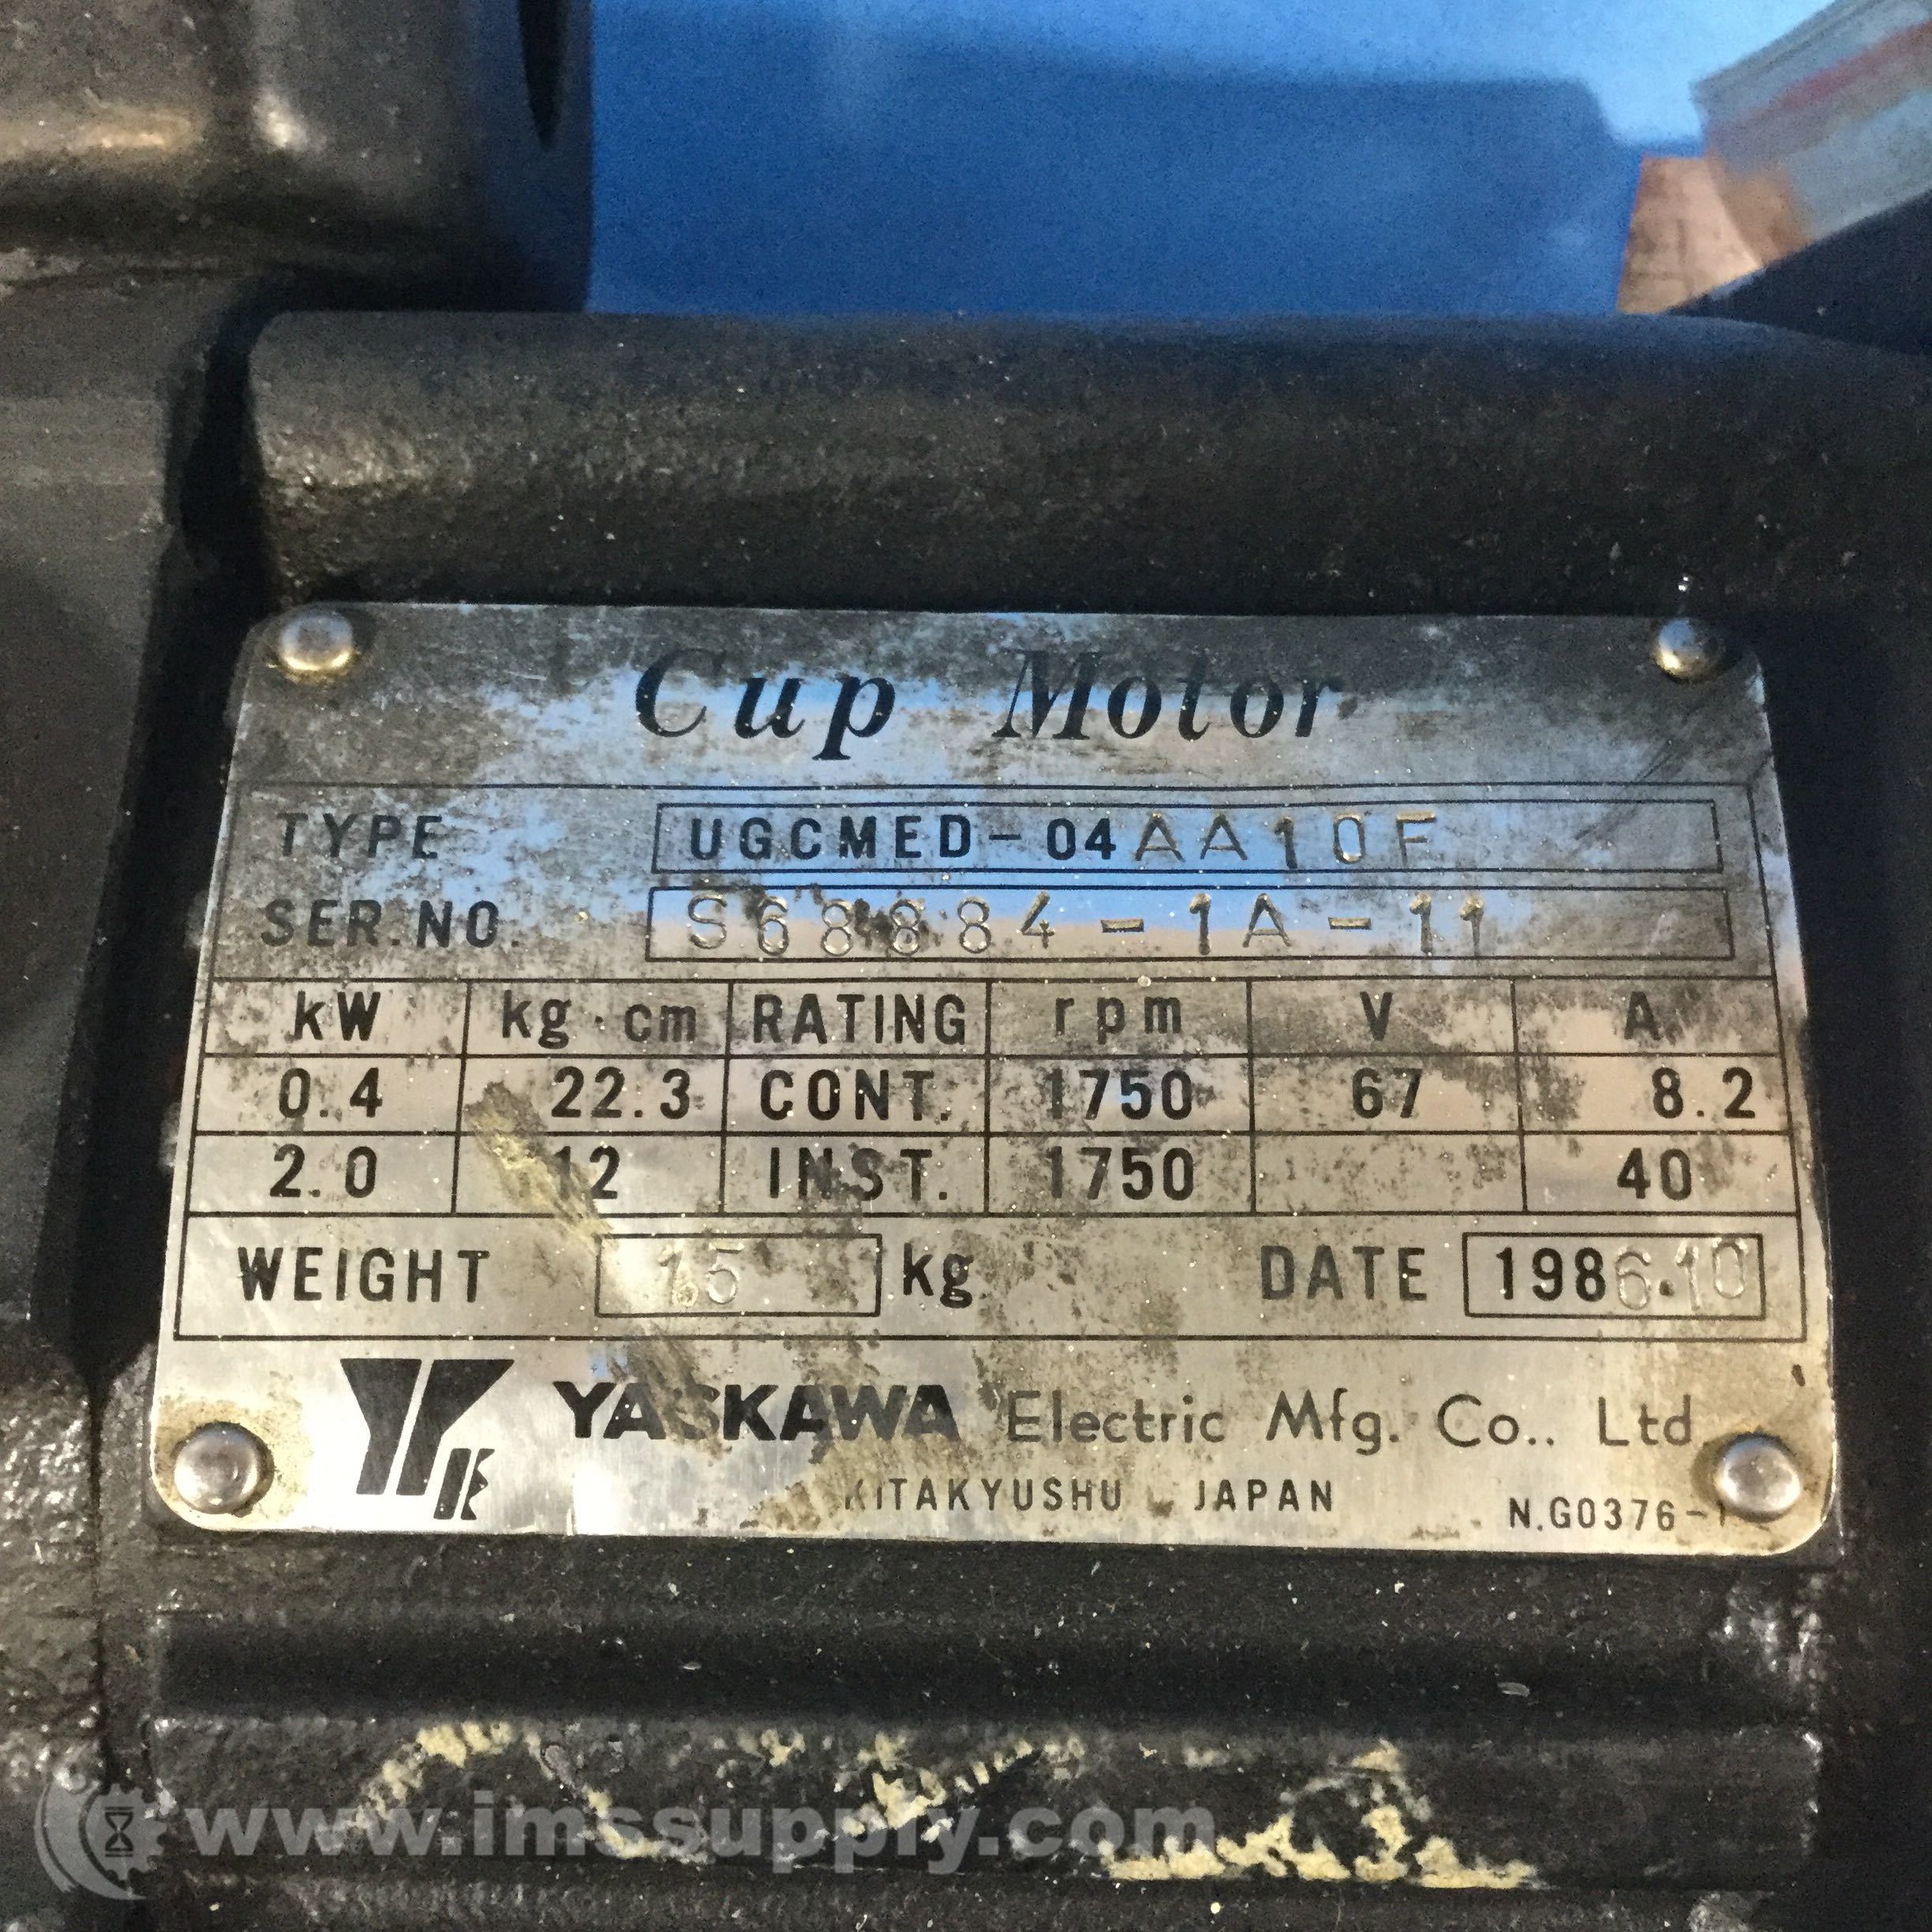 Cup Motor
TYPE UGCMED-04AA10F
SER.NO. S68884-1A-11
kW kg·cm RATING rpm V A
0.4 22.3 CONT. 1750 67 8.2
2.0 12 INST. 1750 40
WEIGHT 15 kg DATE 1986.10
YASKAWA Electric Mfg. Co.. Ltd
KITAKYUSHU JAPAN
N.G0376-1
www.imssupply.com